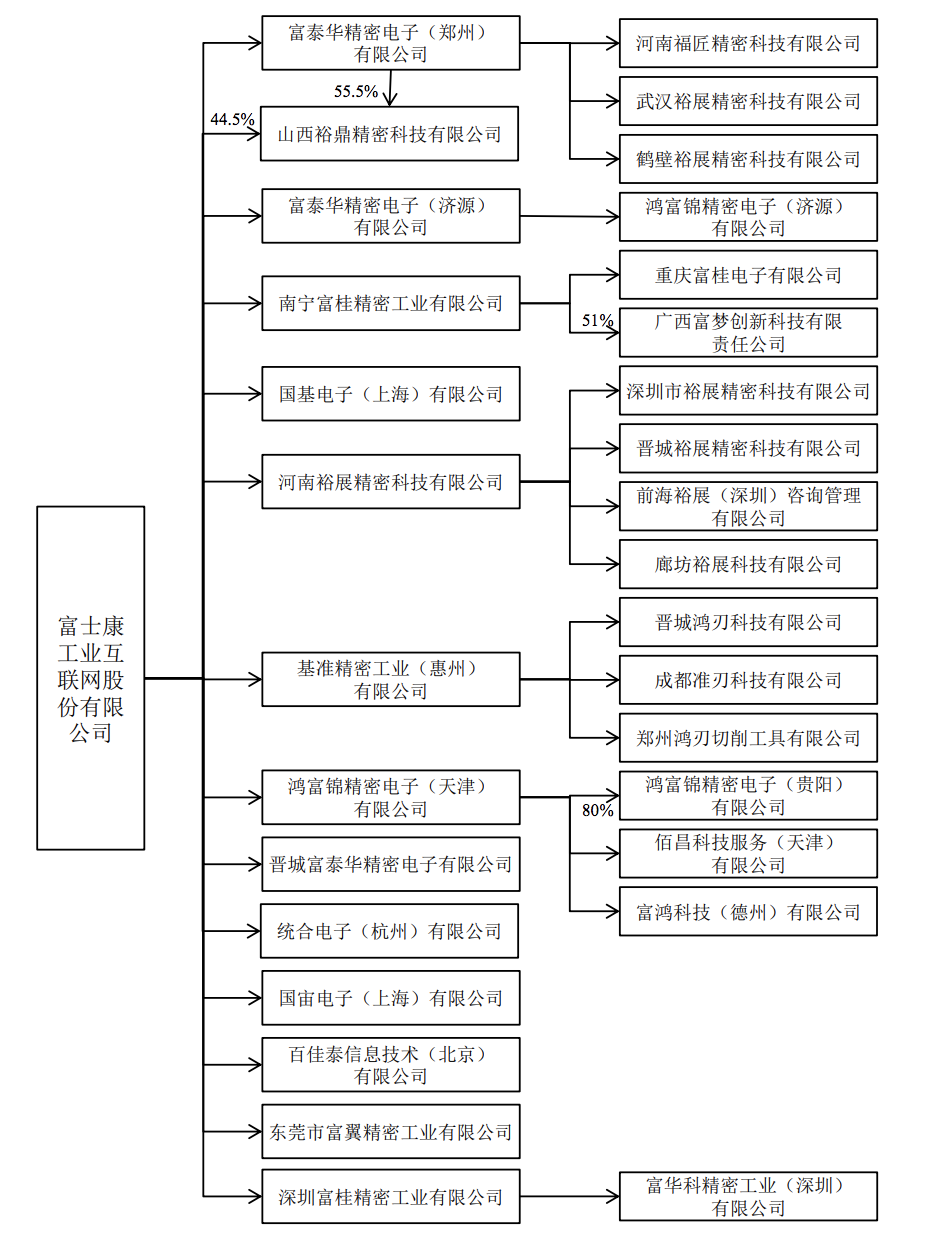 富士康
工业互
联网股
份有限
公司
富泰华精密电子（郑州）
有限公司
55.5%
44.5%
山西裕鼎精密科技有限公司
富泰华精密电子（济源）
有限公司
南宁富桂精密工业有限公司
国基电子（上海）有限公司
河南裕展精密科技有限公司
基准精密工业（惠州）
有限公司
鸿富锦精密电子（天津）
有限公司
晋城富泰华精密电子有限公司
统合电子（杭州）有限公司
国宙电子（上海）有限公司
百佳泰信息技术（北京）
有限公司
东莞市富翼精密工业有限公司
深圳富桂精密工业有限公司
河南福匠精密科技有限公司
武汉裕展精密科技有限公司
鹤壁裕展精密科技有限公司
鸿富锦精密电子（济源）
有限公司
重庆富桂电子有限公司
51%
广西富梦创新科技有限
责任公司
深圳市裕展精密科技有限公司
晋城裕展精密科技有限公司
前海裕展（深圳）咨询管理
有限公司
廊坊裕展科技有限公司
晋城鸿刃科技有限公司
成都准刃科技有限公司
郑州鸿刃切削工具有限公司
鸿富锦精密电子（贵阳）
有限公司
80%
佰昌科技服务（天津）
有限公司
富鸿科技（德州）有限公司
富华科精密工业（深圳）
有限公司